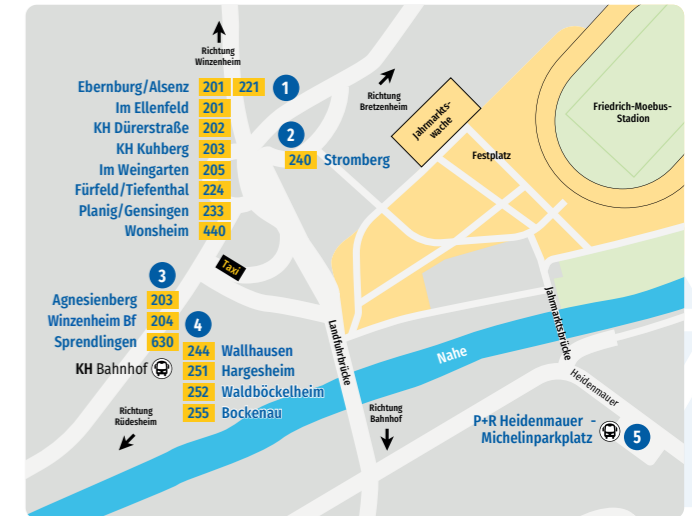 Richtung
Winzenheim
Ebernburg/Alsenz 201 221 1
Im Ellenfeld 201
KH Dürerstraße 202
KH Kuhberg 203
Im Weingarten 205
Fürfeld/Tiefenthal 224
Planig/Gensingen 233
Wonsheim 440
Richtung
Bretzenheim
2
240 Stromberg
Jahrmarkts-
wache
Festplatz
Friedrich-Moebus-
Stadion
Taxi
3
Agnesienberg 203
Winzenheim Bf 204
Sprendlingen 630
KH Bahnhof
4
244 Wallhausen
251 Hargesheim
252 Waldböckelheim
255 Bockenau
Richtung
Rüdesheim
Landfuhrbrücke
Nahe
Jahrmarktsbrücke
Heidenmauer
Richtung
Bahnhof
P+R Heidenmauer -
Michelinparkplatz 5